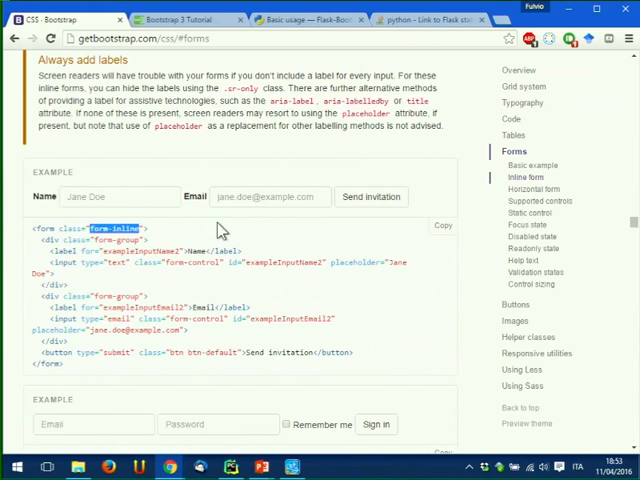 Fulvio
CSS · Bootstrap
Bootstrap 3 Tutorial
Basic usage — Flask-Boo
python - Link to Flask sta
getbootstrap.com/css/#forms
Always add labels
Screen readers will have trouble with your forms if you don't include a label for every input. For these
inline forms, you can hide the labels using the .sr-only class. There are further alternative methods
of providing a label for assistive technologies, such as the aria-label, aria-labelledby or title
attribute. If none of these is present, screen readers may resort to using the placeholder attribute, if
present, but note that use of placeholder as a replacement for other labelling methods is not advised.
EXAMPLE
Name Jane Doe Email jane.doe@example.com Send invitation
Copy
<form class="form-inline">
<div class="form-group">
<label for="exampleInputName2">Name</label>
<input type="text" class="form-control" id="exampleInputName2" placeholder="Jane
Doe">
</div>
<div class="form-group">
<label for="exampleInputEmail2">Email</label>
<input type="email" class="form-control" id="exampleInputEmail2"
placeholder="jane.doe@example.com">
</div>
<button type="submit" class="btn btn-default">Send invitation</button>
</form>
EXAMPLE
Email Password Remember me Sign in
Overview
Grid system
Typography
Code
Tables
Forms
Basic example
Inline form
Horizontal form
Supported controls
Static control
Focus state
Disabled state
Readonly state
Help text
Validation states
Control sizing
Buttons
Images
Helper classes
Responsive utilities
Using Less
Using Sass
Back to top
Preview theme
ABP
ITA
18:53
11/04/2016